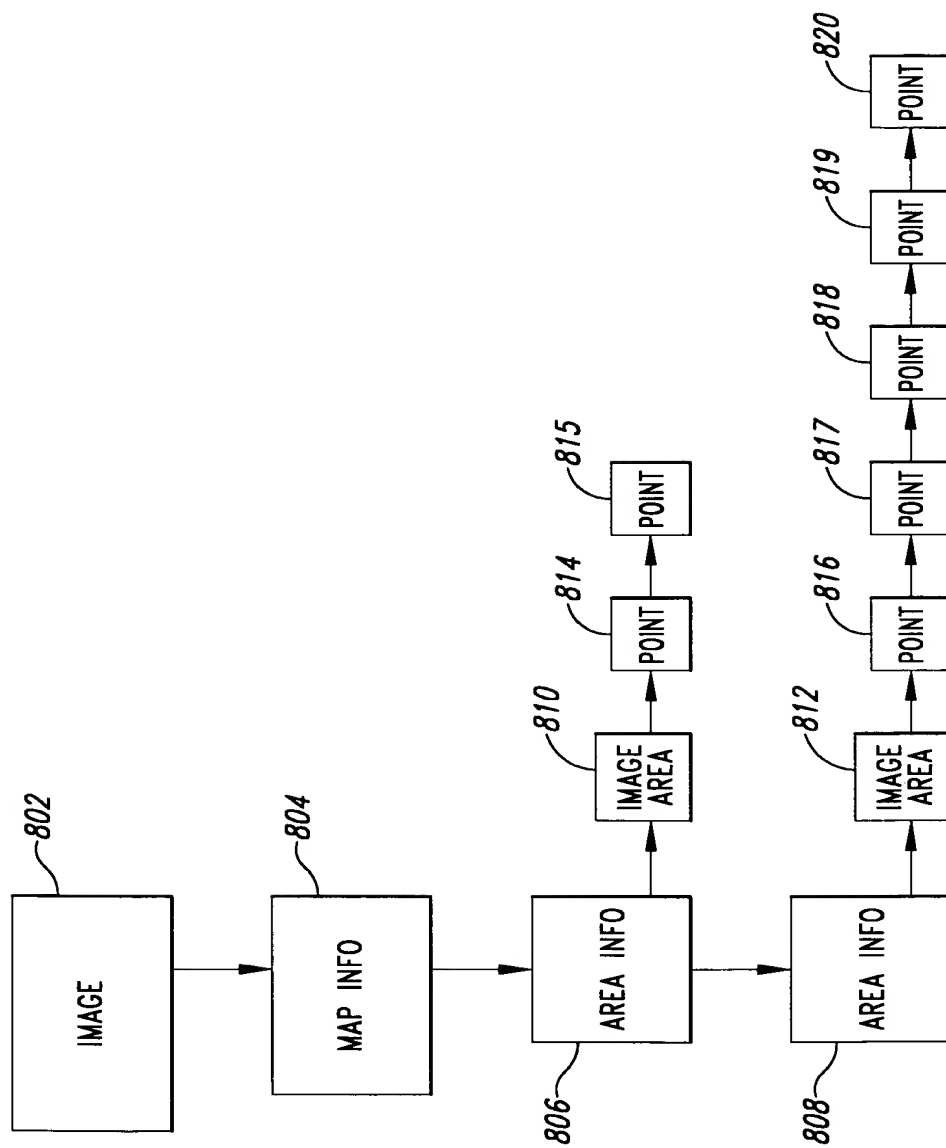 802
IMAGE
804
MAP INFO
806
AREA INFO
810
IMAGE
AREA
814
POINT
815
POINT
808
AREA INFO
812
IMAGE
AREA
816
POINT
817
POINT
818
POINT
819
POINT
820
POINT